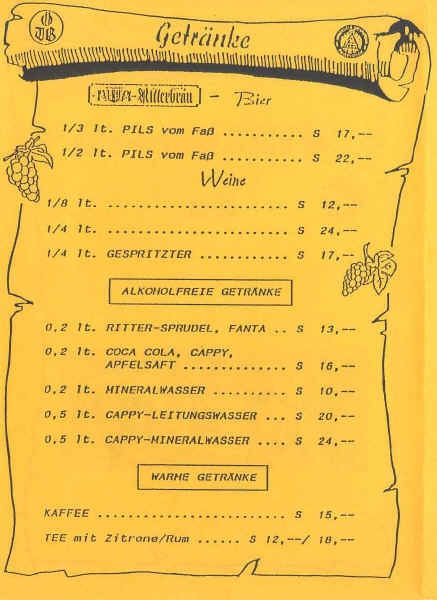 Getränke
Ritterbräu - Bier
1/3 lt. PILS vom Faß ........... S 17,--
1/2 lt. PILS vom Faß ........... S 22,--
Weine
1/8 lt. ........................ S 12,--
1/4 lt. ........................ S 24,--
1/4 lt. GESPRITZTER ............ S 17,--
ALKOHOLFREIE GETRÄNKE
0,2 lt. RITTER-SPRUDEL, FANTA .. S 13,--
0,2 lt. COCA COLA, CAPPY,
APFELSAFT .............. S 16,--
0,2 lt. MINERALWASSER .......... S 10,--
0,5 lt. CAPPY-LEITUNGSWASSER ... S 20,--
0,5 lt. CAPPY-MINERALWASSER .... S 24,--
WARME GETRÄNKE
KAFFEE ......................... S 15,--
TEE mit Zitrone/Rum ...... S 12,--/ 18,--